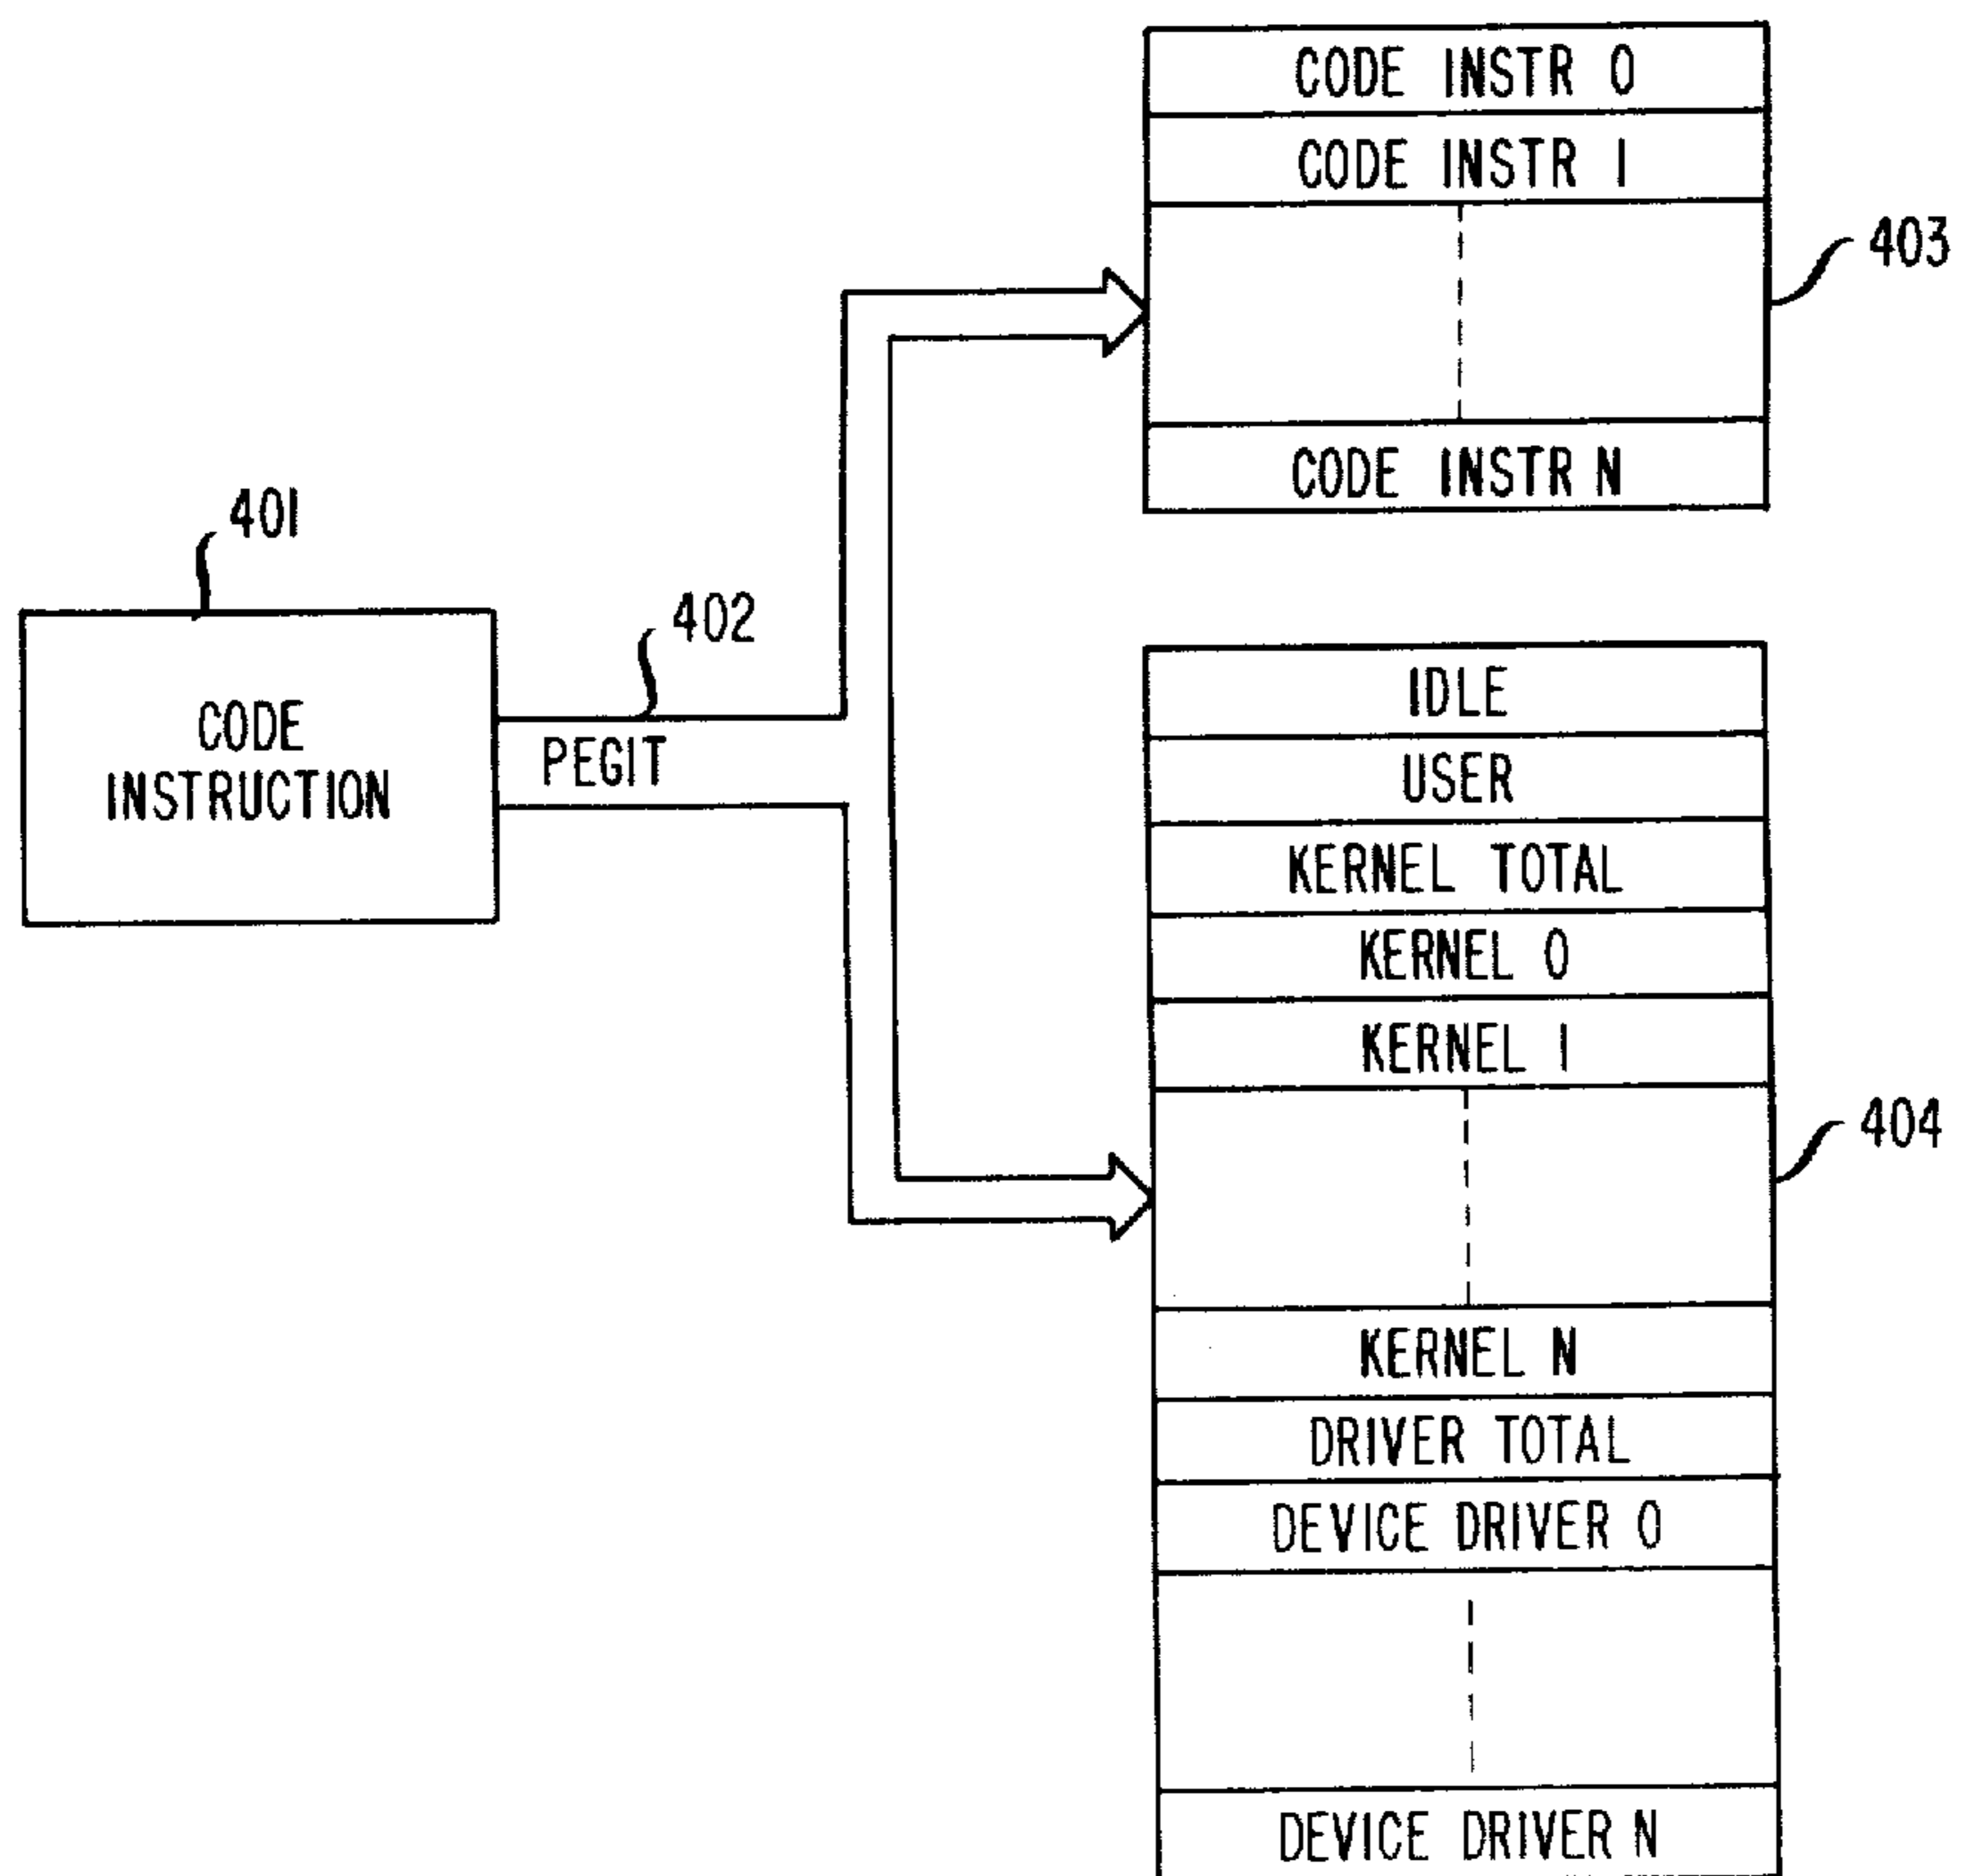 CODE INSTR 0
CODE INSTR 1
403
CODE INSTR N
401
402
CODE
INSTRUCTION
PEGIT
IDLE
USER
KERNEL TOTAL
KERNEL 0
KERNEL 1
404
KERNEL N
DRIVER TOTAL
DEVICE DRIVER 0
DEVICE DRIVER N